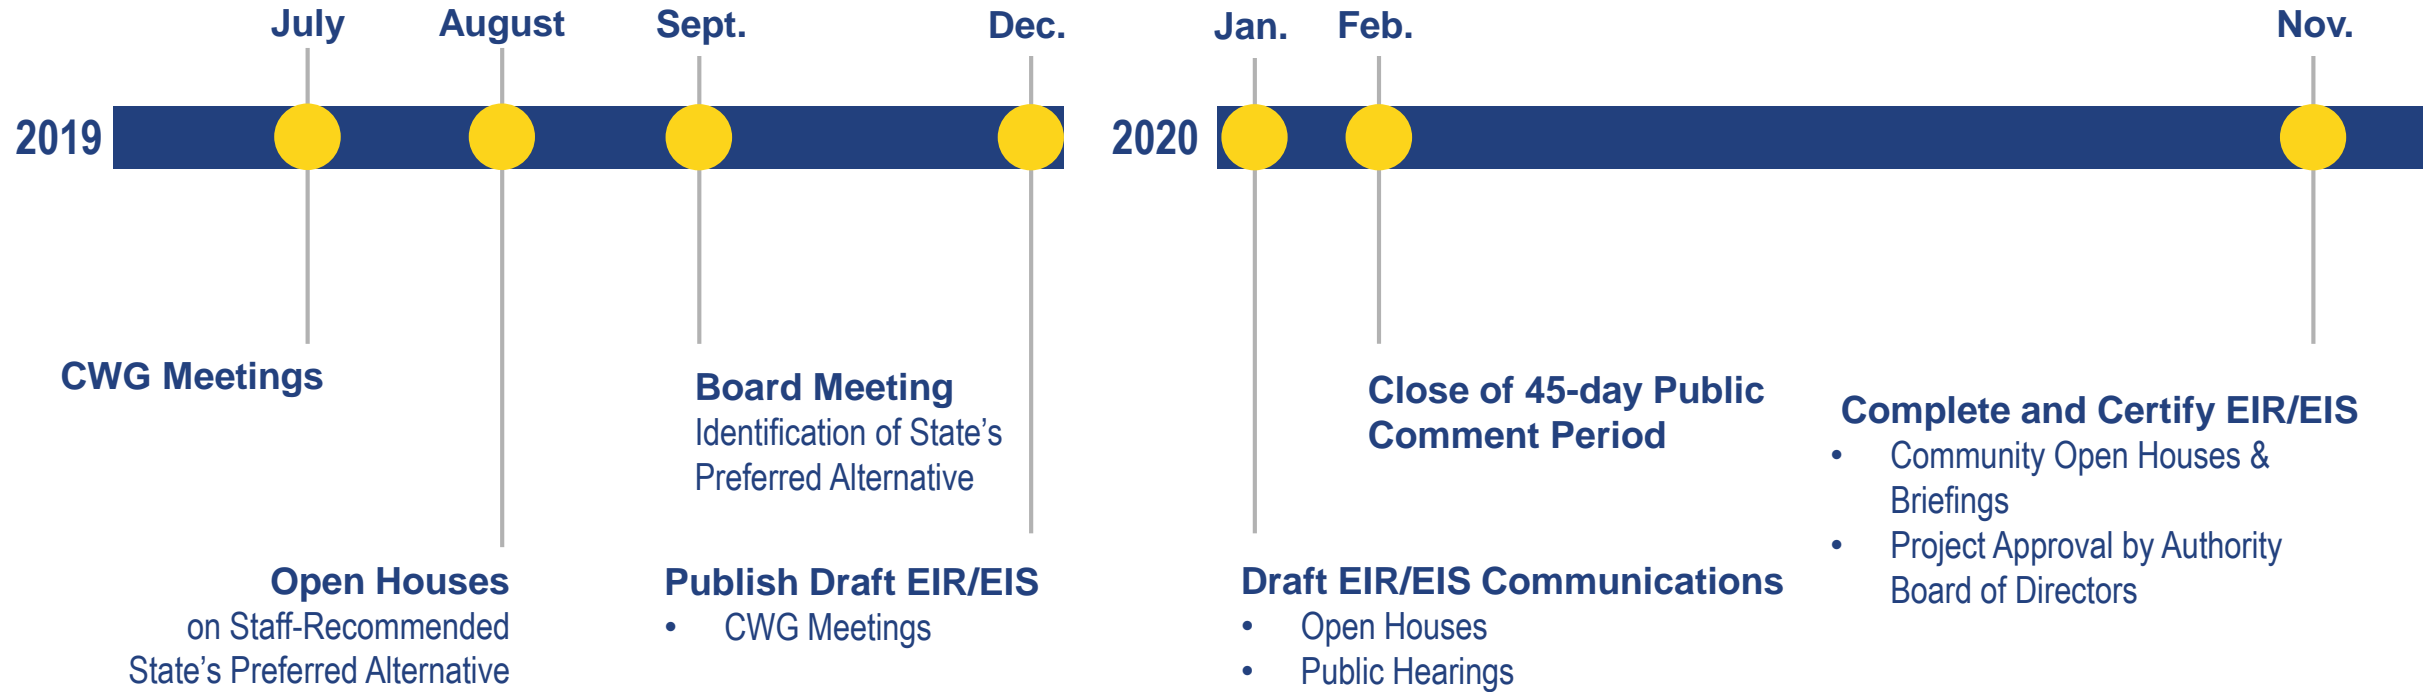 July
August
Sept.
Dec.
Jan.
Feb.
Nov.
2019
2020
CWG Meetings
Open Houses
on Staff-Recommended
State’s Preferred Alternative
Board Meeting
Identification of State’s
Preferred Alternative
Publish Draft EIR/EIS
• CWG Meetings
Draft EIR/EIS Communications
• Open Houses
• Public Hearings
Close of 45-day Public
Comment Period
Complete and Certify EIR/EIS
• Community Open Houses &
Briefings
• Project Approval by Authority
Board of Directors